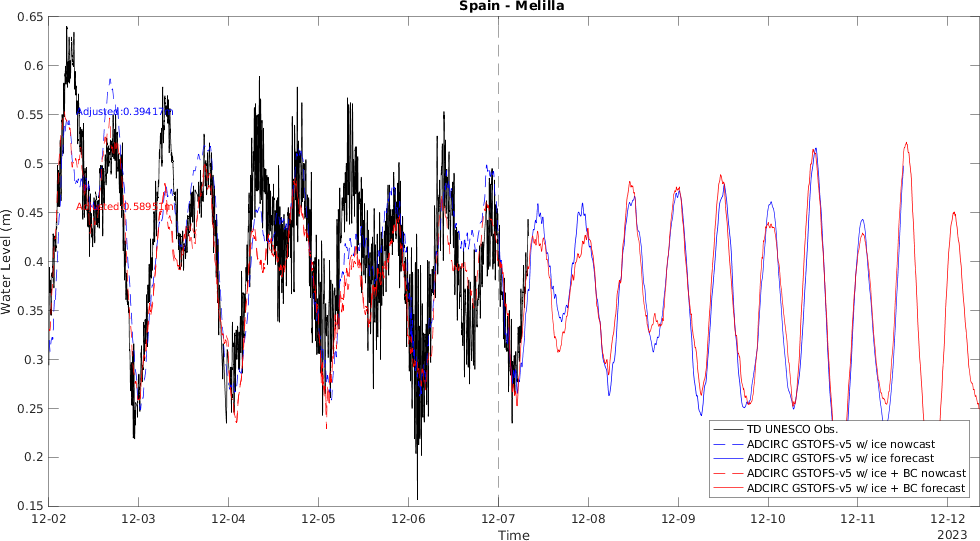 Spain - Melilla
0.65
0.6
0.55
0.5
0.45
0.4
0.35
0.3
0.25
0.2
0.15
Water Level (m)
Adjusted:0.39417m
Adjusted:0.58951m
TD UNESCO Obs.
ADCIRC GSTOFS-v5 w/ ice nowcast
ADCIRC GSTOFS-v5 w/ ice forecast
ADCIRC GSTOFS-v5 w/ ice + BC nowcast
ADCIRC GSTOFS-v5 w/ ice + BC forecast
12-02 12-03 12-04 12-05 12-06 12-07 12-08 12-09 12-10 12-11 12-12
Time
2023